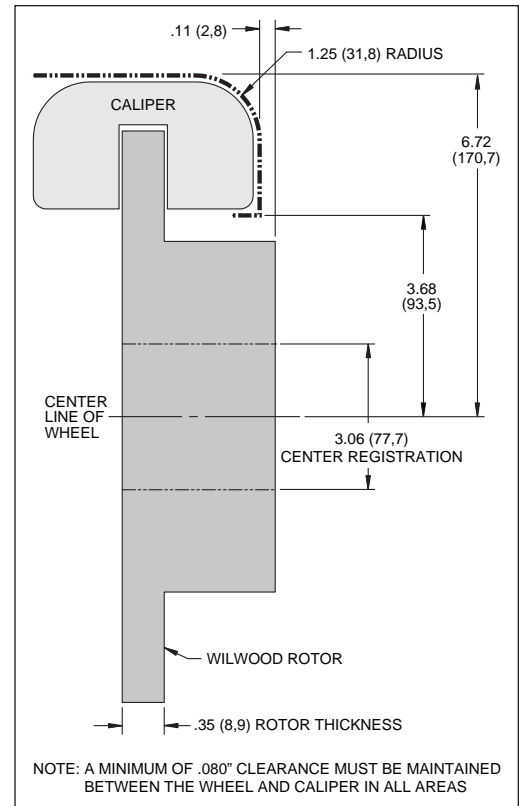 .11 (2,8)
1.25 (31,8) RADIUS
CALIPER
6.72
(170,7)
3.68
(93,5)
CENTER
LINE OF
WHEEL
3.06 (77,7)
CENTER REGISTRATION
WILWOOD ROTOR
.35 (8,9) ROTOR THICKNESS
NOTE: A MINIMUM OF .080" CLEARANCE MUST BE MAINTAINED
BETWEEN THE WHEEL AND CALIPER IN ALL AREAS